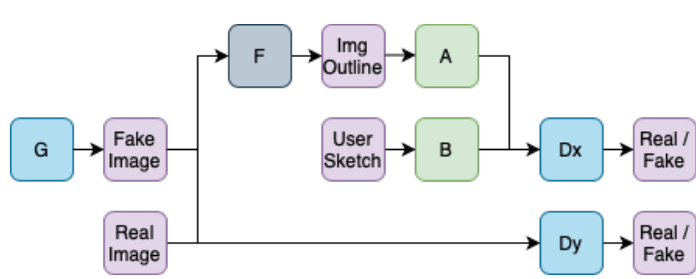 F
Img
Outline
A
G
Fake
Image
User
Sketch
B
Dx
Real /
Fake
Real
Image
Dy
Real /
Fake